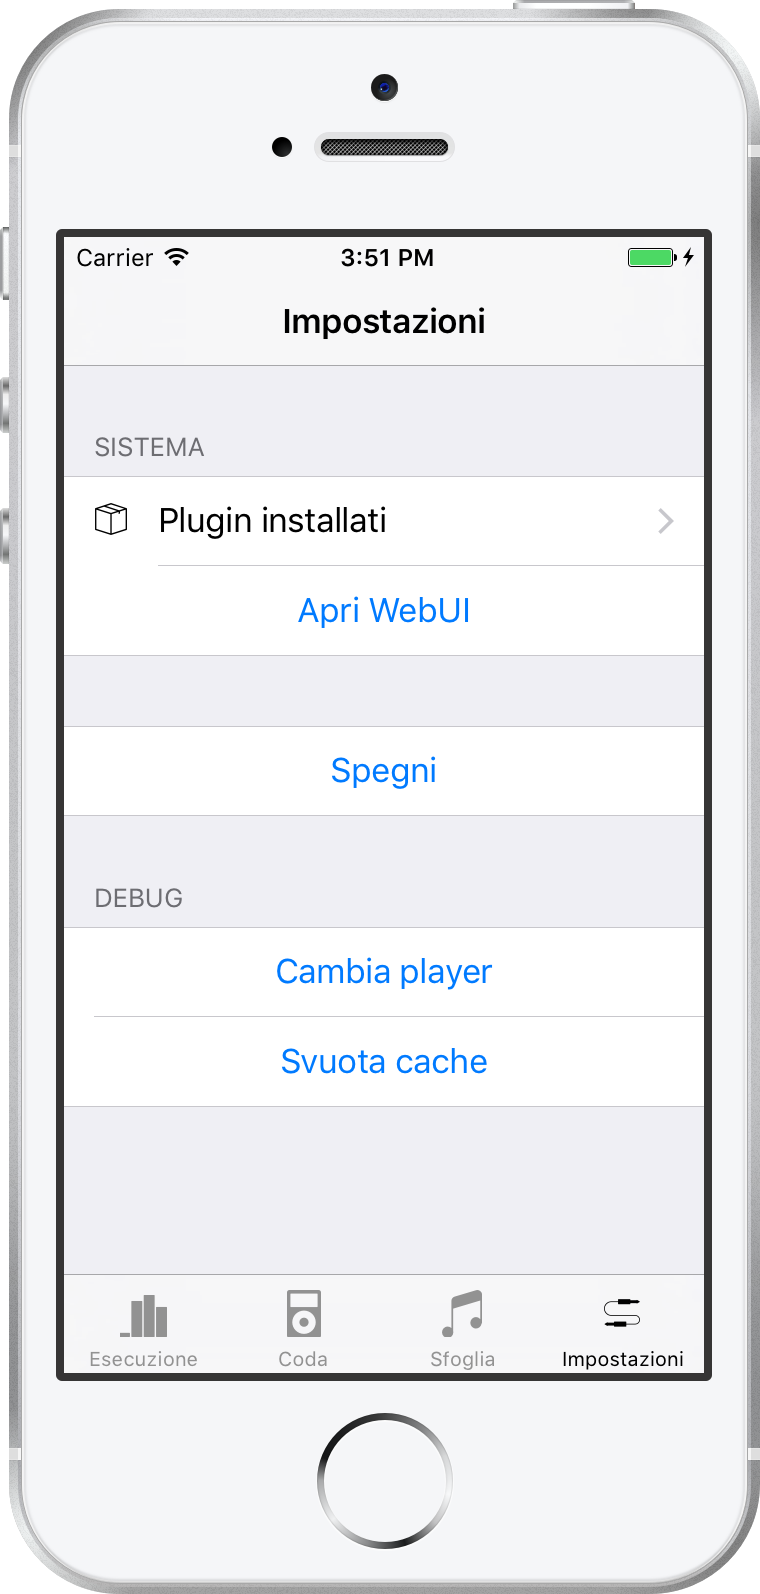 Carrier 3:51 PM
Impostazioni
SISTEMA
Plugin installati
Apri WebUI
Spegni
DEBUG
Cambia player
Svuota cache
Esecuzione Coda Sfoglia Impostazioni